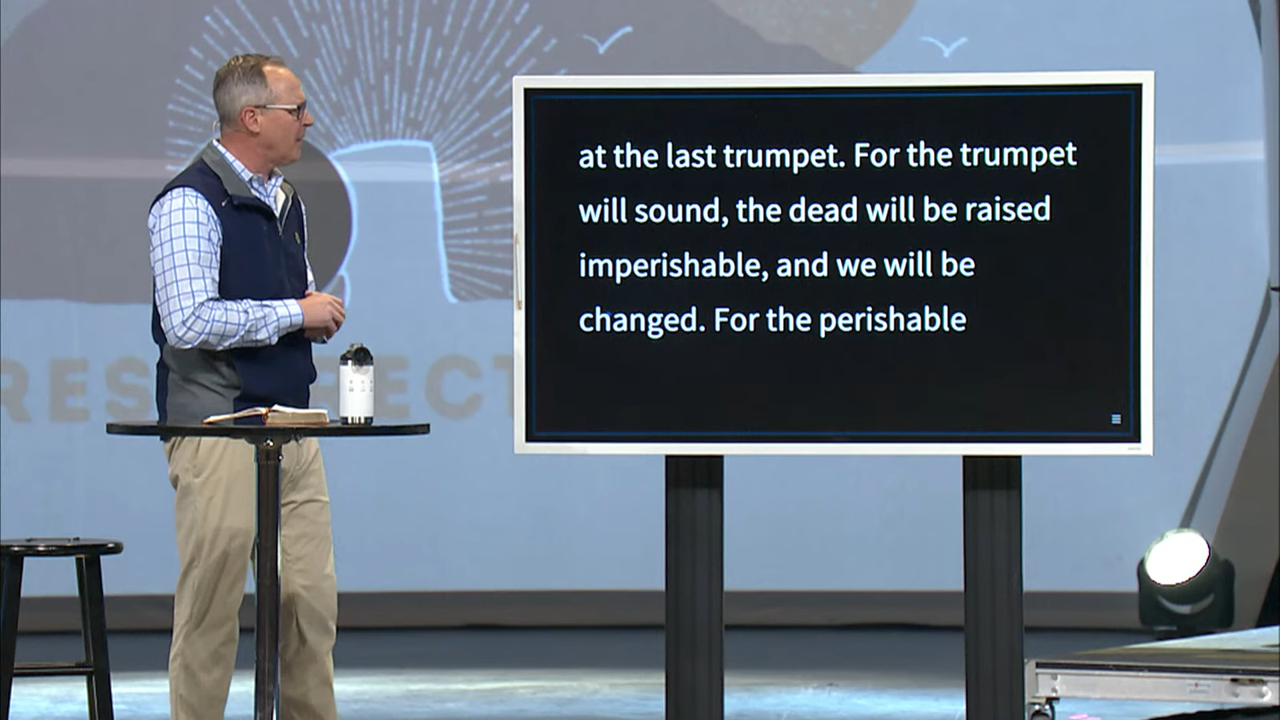 at the last trumpet. For the trumpet
will sound, the dead will be raised
imperishable, and we will be
changed. For the perishable